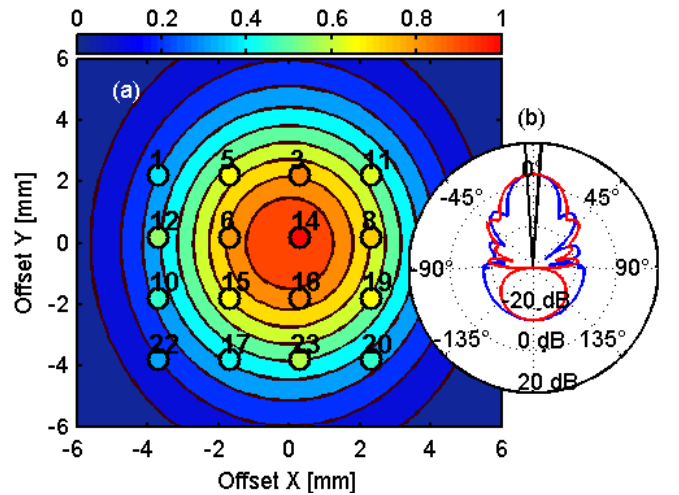 0 0.2 0.4 0.6 0.8 1
6
(a)
(b)
4
1 5 3 11
0°
2
-45° 45°
12 6 14 8
0
-90° 90°
10 15 18 19
-20 dB
-2
-135° 135°
22 17 23 20
0 dB
-4
20 dB
-6
-6 -4 -2 0 2 4 6
Offset X [mm]
Offset Y [mm]